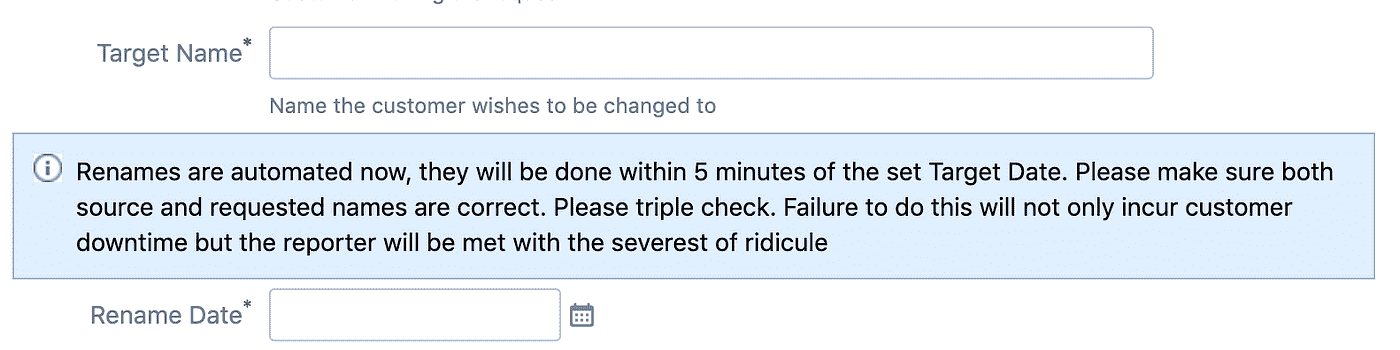 Target Name*
Name the customer wishes to be changed to
Renames are automated now, they will be done within 5 minutes of the set Target Date. Please make sure both
source and requested names are correct. Please triple check. Failure to do this will not only incur customer
downtime but the reporter will be met with the severest of ridicule
Rename Date*